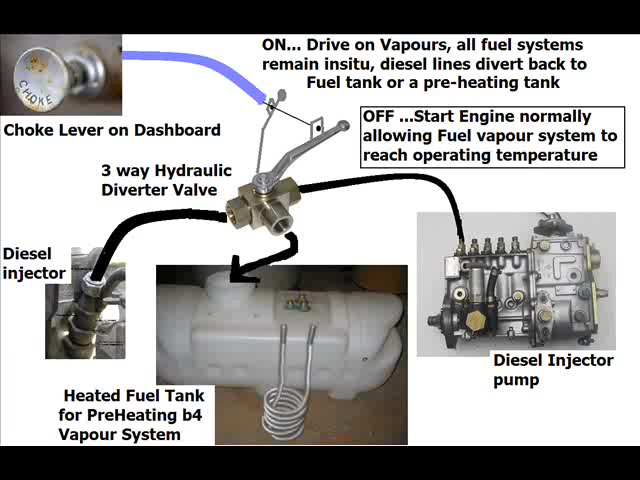 ON... Drive on Vapours, all fuel systems
remain insitu, diesel lines divert back to
Fuel tank or a pre-heating tank
CHOKE
Choke Lever on Dashboard
OFF ...Start Engine normally
allowing Fuel vapour system to
reach operating temperature
3 way Hydraulic
Diverter Valve
Diesel
injector
Diesel Injector
pump
Heated Fuel Tank
for PreHeating b4
Vapour System